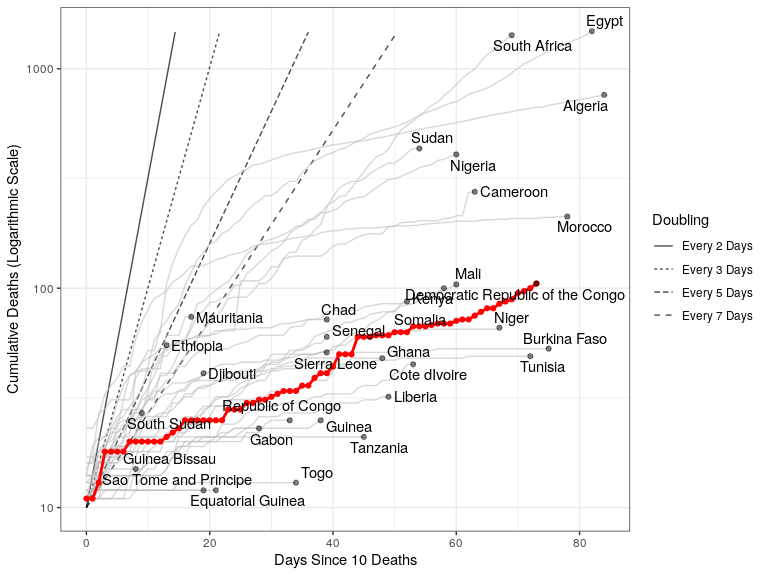 Egypt
South Africa
1000
Algeria
Sudan
Nigeria
Cameroon
Morocco
Mali
100
Democratic Republic of the Congo
Kenya
Chad
Mauritania
Somalia
Niger
Senegal
Ethiopia
Burkina Faso
Ghana
Sierra Leone
Tunisia
Djibouti
Cote dIvoire
Liberia
Republic of Congo
South Sudan
Guinea
Gabon
Tanzania
Guinea Bissau
Togo
Sao Tome and Principe
Equatorial Guinea
10
0
20
40
60
80
Days Since 10 Deaths
Cumulative Deaths (Logarithmic Scale)
Doubling
Every 2 Days
Every 3 Days
Every 5 Days
Every 7 Days